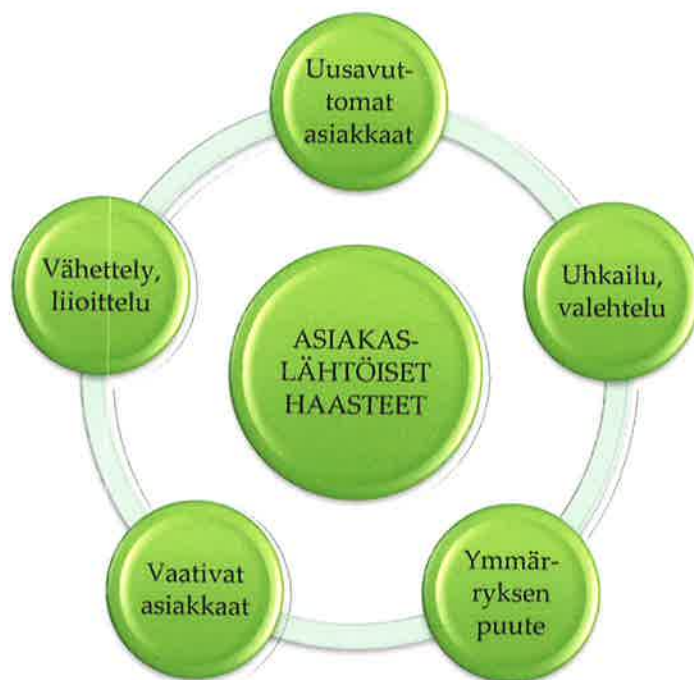 Uusavut-
tomat
asiakkaat
Uhkailu,
valehtelu
Ymmär-
ryksen
puute
Vaativat
asiakkaat
Vähettely,
liioittelu
ASIAKAS-
LÄHTÖISET
HAASTEET